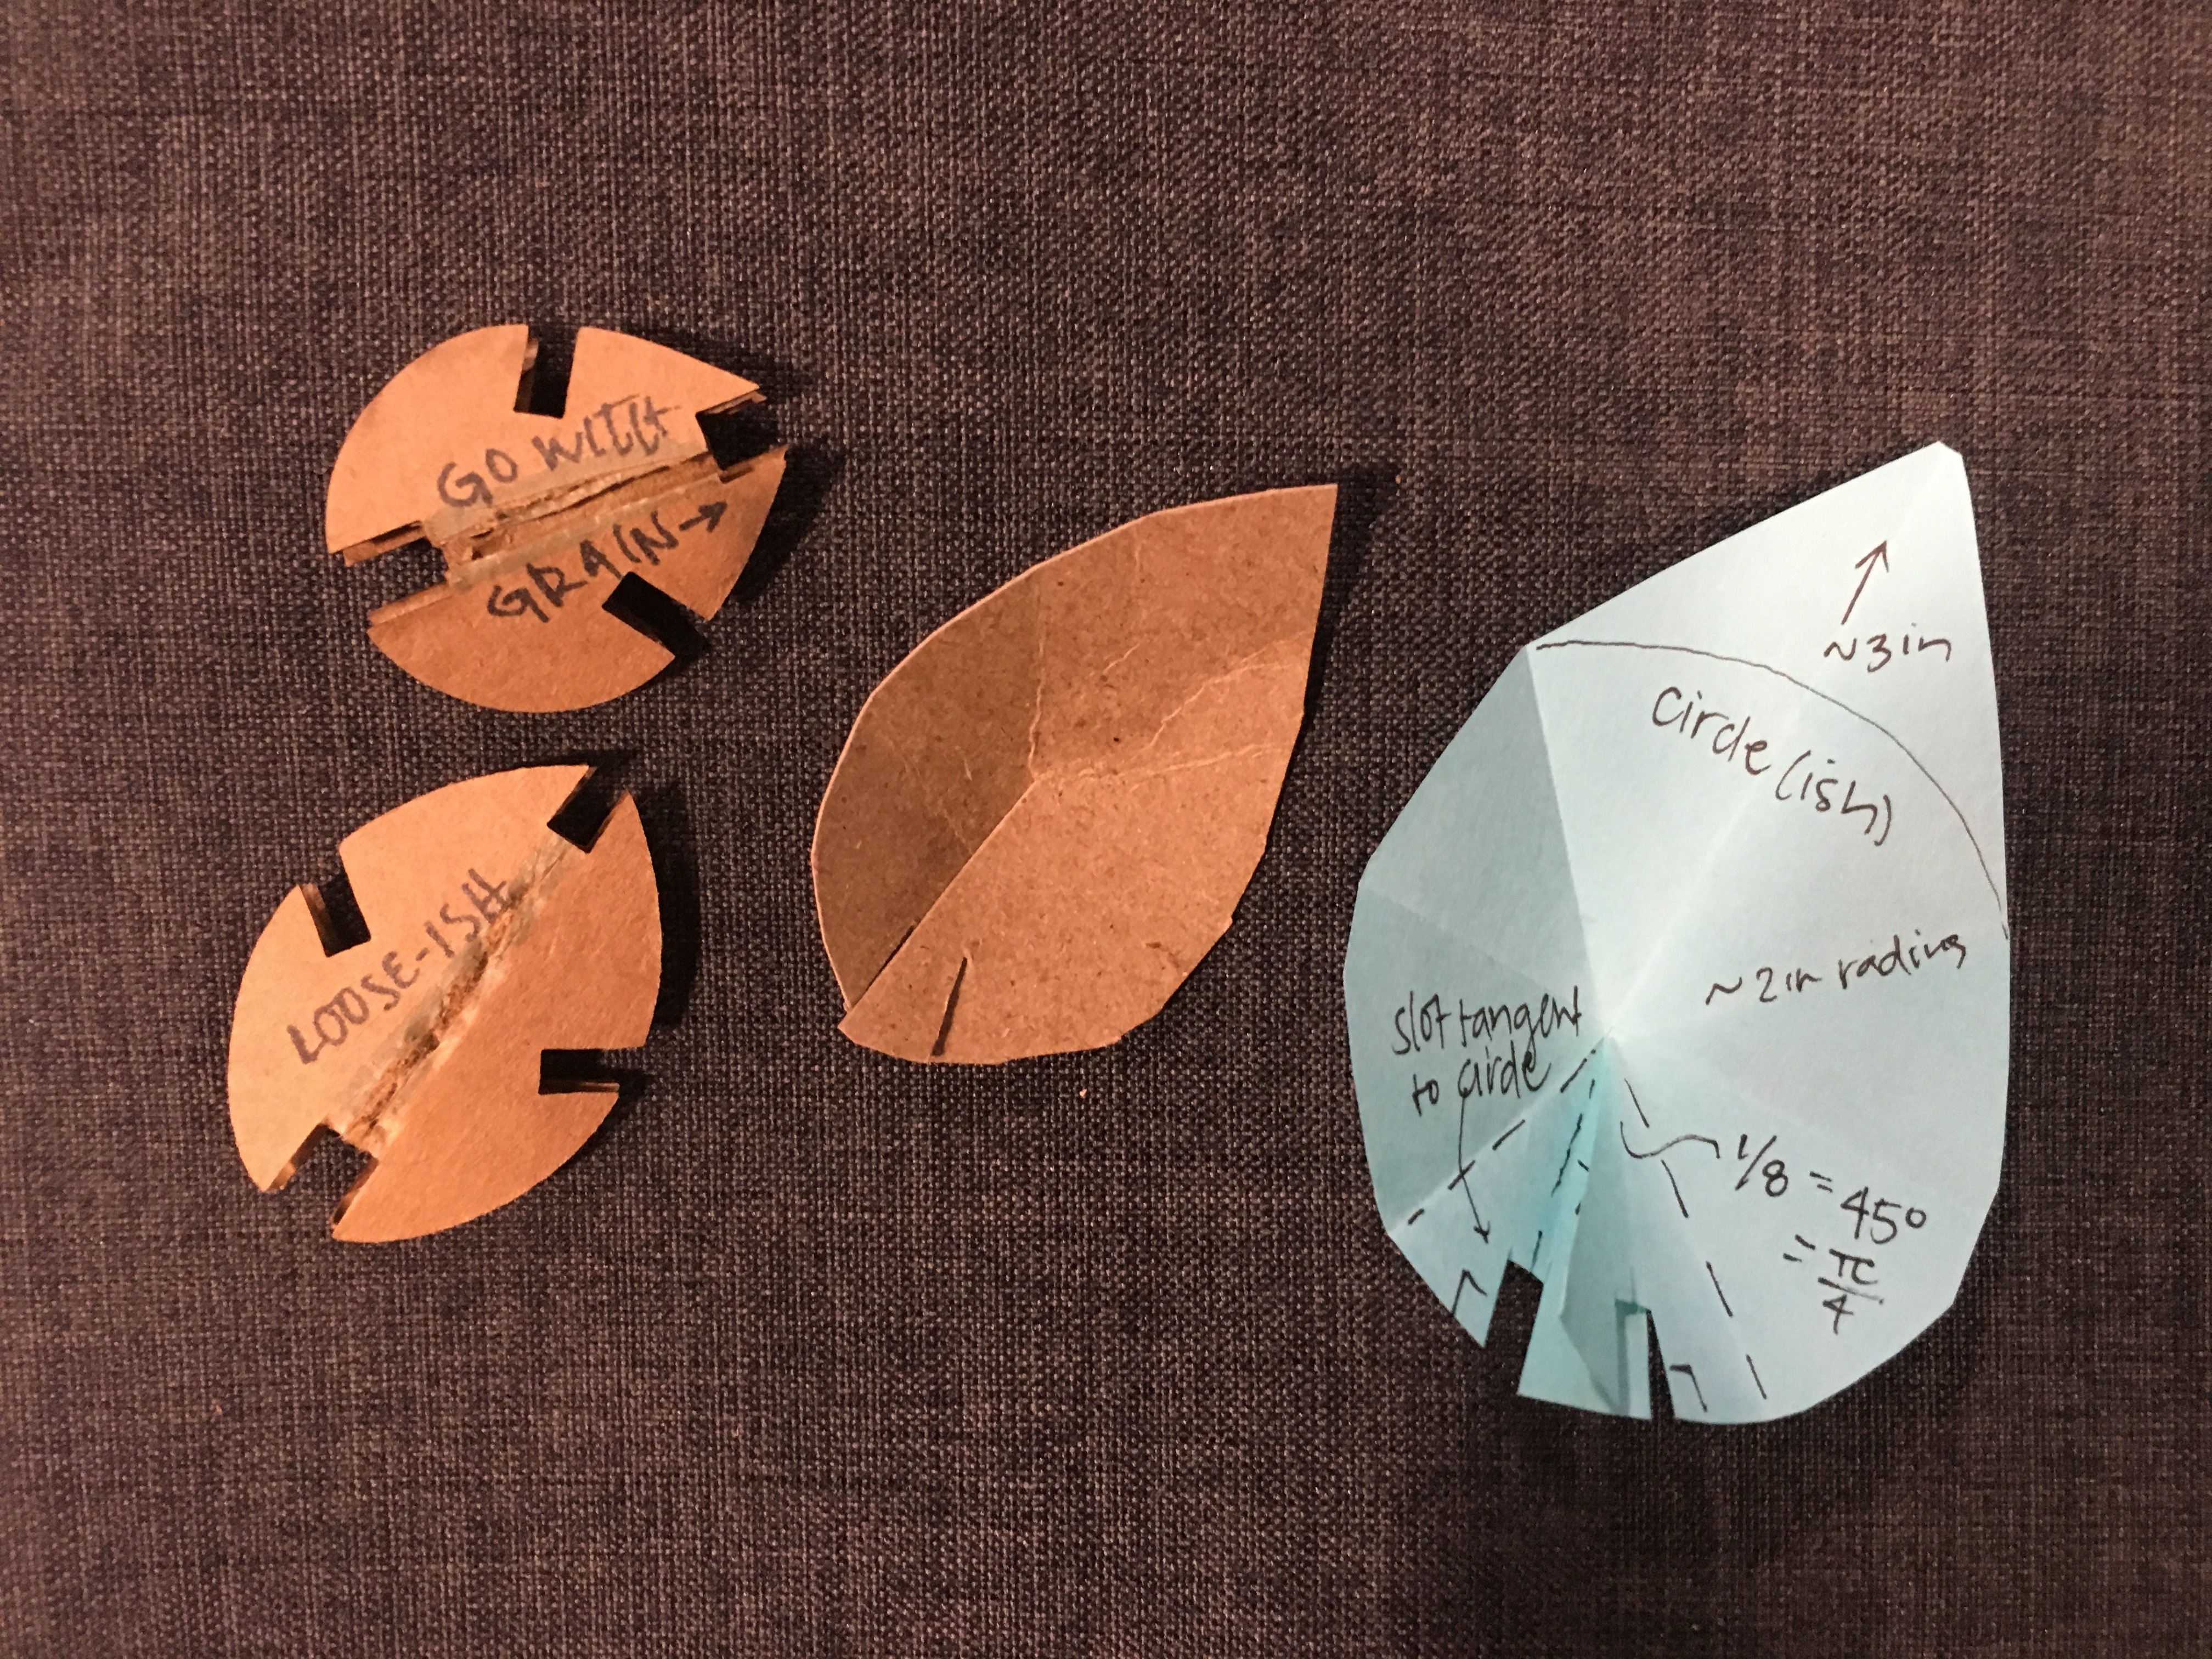 GO WITH
GRAIN→
LOOSE-ISH
~3in
circle (ish)
~2in radius
slot tangent
to circle
1/8 = 45°
= π/4